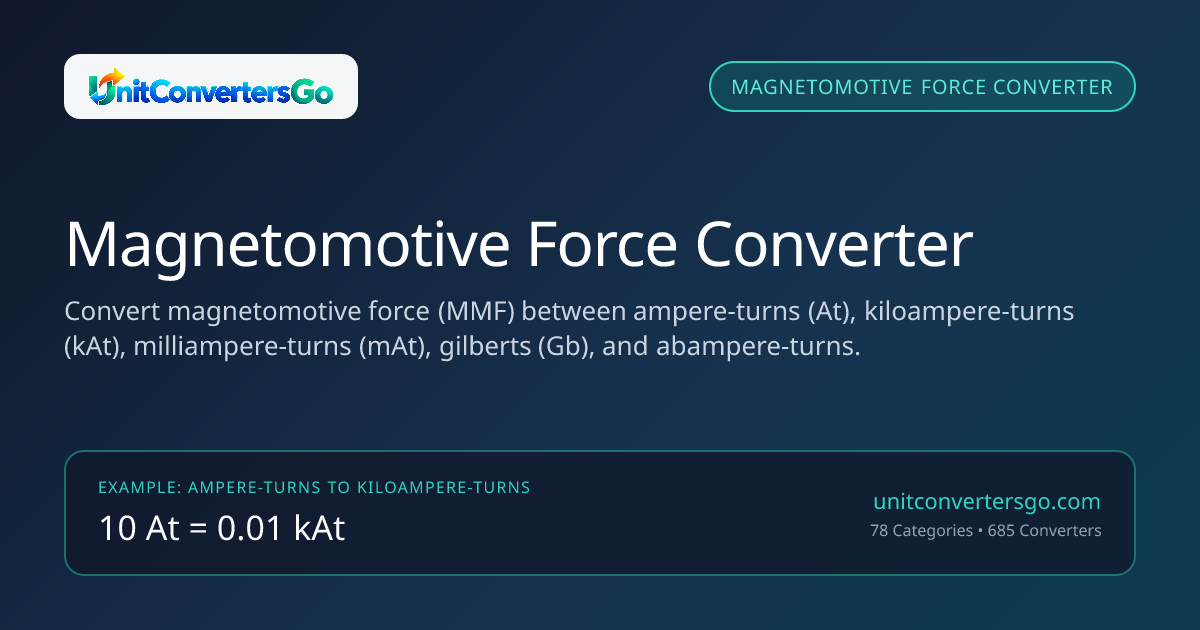 UnitConvertersGo
MAGNETOMOTIVE FORCE CONVERTER
Magnetomotive Force Converter
Convert magnetomotive force (MMF) between ampere-turns (At), kiloampere-turns
(kAt), milliampere-turns (mAt), gilberts (Gb), and abampere-turns.
EXAMPLE: AMPERE-TURNS TO KILOAMPERE-TURNS
10 At = 0.01 kAt
unitconvertersgo.com
78 Categories • 685 Converters